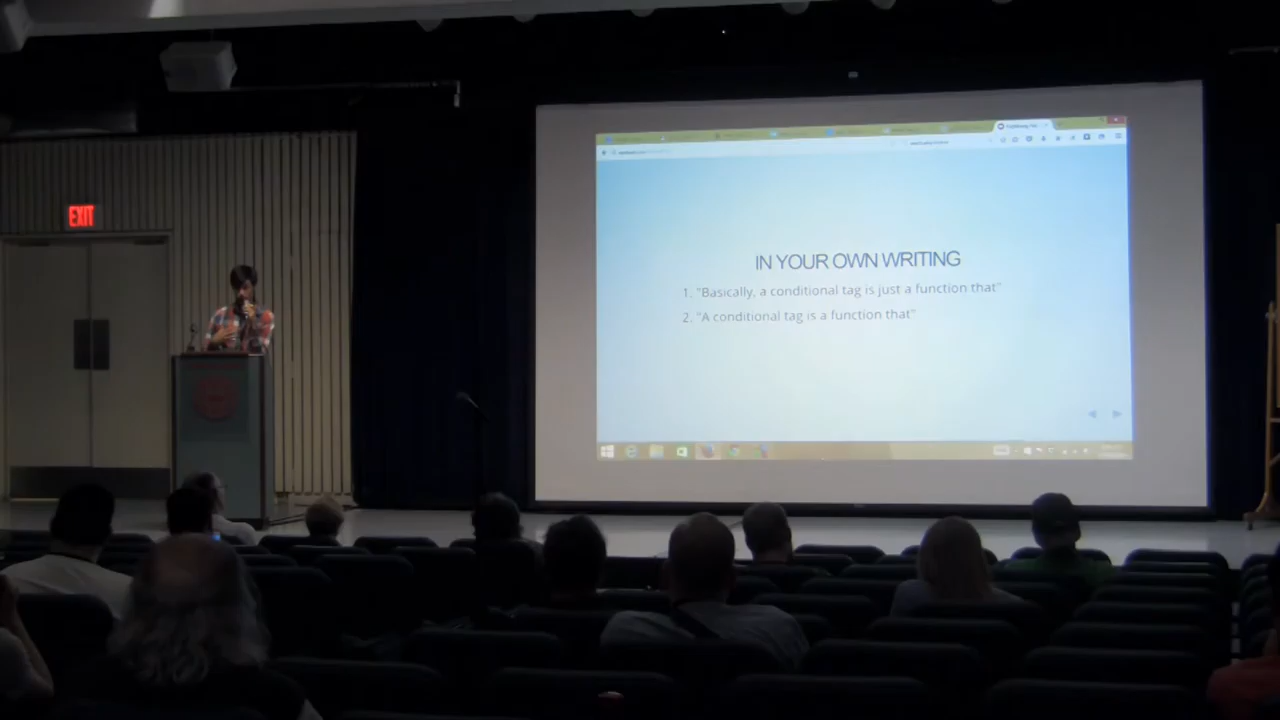 EXIT
IN YOUR OWN WRITING
1. "Basically, a conditional tag is just a function that"
2. "A conditional tag is a function that"